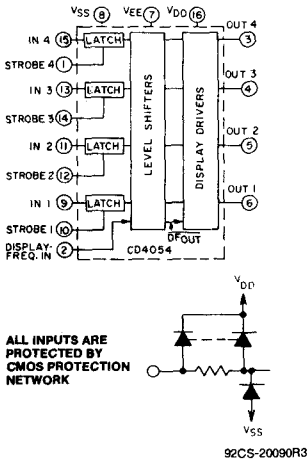 VSS 8 VEE 7 VDD 16
OUT 4
IN 4 15 LATCH 3
STROBE 4 1
OUT 3
IN 3 13 LATCH 4
STROBE 3 14
LEVEL SHIFTERS
DISPLAY DRIVERS
OUT 2
IN 2 11 LATCH 5
STROBE 2 12
OUT 1
IN 1 9 LATCH 6
STROBE 1 10
DISPLAY-
FREQ. IN 2
DFOUT
CD4054
VDD
ALL INPUTS ARE
PROTECTED BY
CMOS PROTECTION
NETWORK
VSS
92CS-20090R3